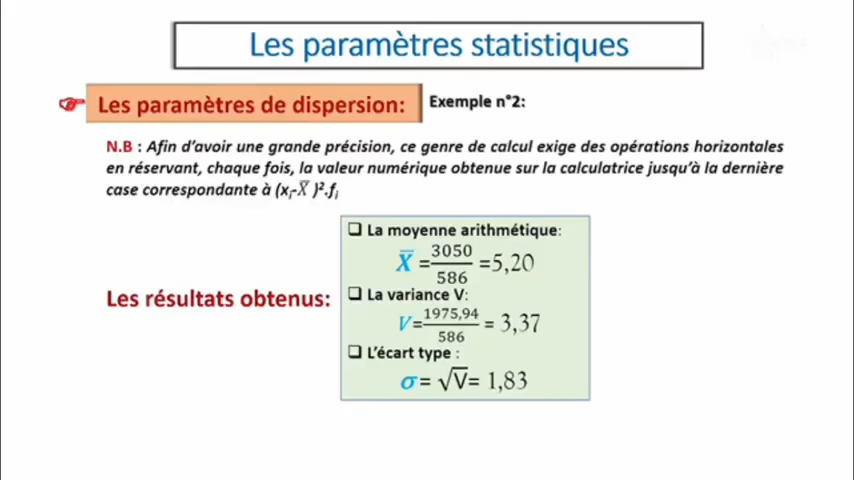 Les paramètres statistiques
Les paramètres de dispersion:
Exemple n°2:
N.B : Afin d'avoir une grande précision, ce genre de calcul exige des opérations horizontales
en réservant, chaque fois, la valeur numérique obtenue sur la calculatrice jusqu'à la dernière
case correspondante à (xᵢ-X̅ )².fᵢ
Les résultats obtenus:
❑ La moyenne arithmétique:
X̅ =3050/586 =5,20
❑ La variance V:
V=1975,94/586 = 3,37
❑ L'écart type :
σ= √V= 1,83